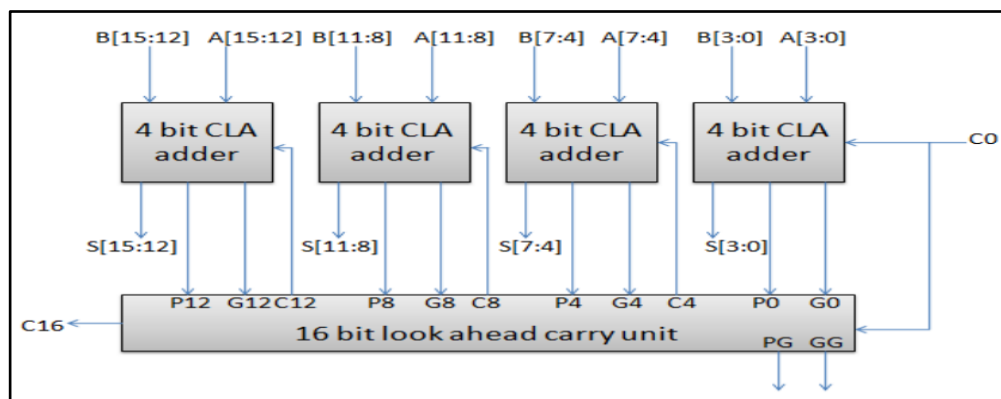 B[15:12] A[15:12] B[11:8] A[11:8] B[7:4] A[7:4] B[3:0] A[3:0]
4 bit CLA adder
4 bit CLA adder
4 bit CLA adder
4 bit CLA adder
C0
S[15:12] S[11:8] S[7:4] S[3:0]
P12 G12 C12 P8 G8 C8 P4 G4 C4 P0 G0
C16
16 bit look ahead carry unit
PG GG